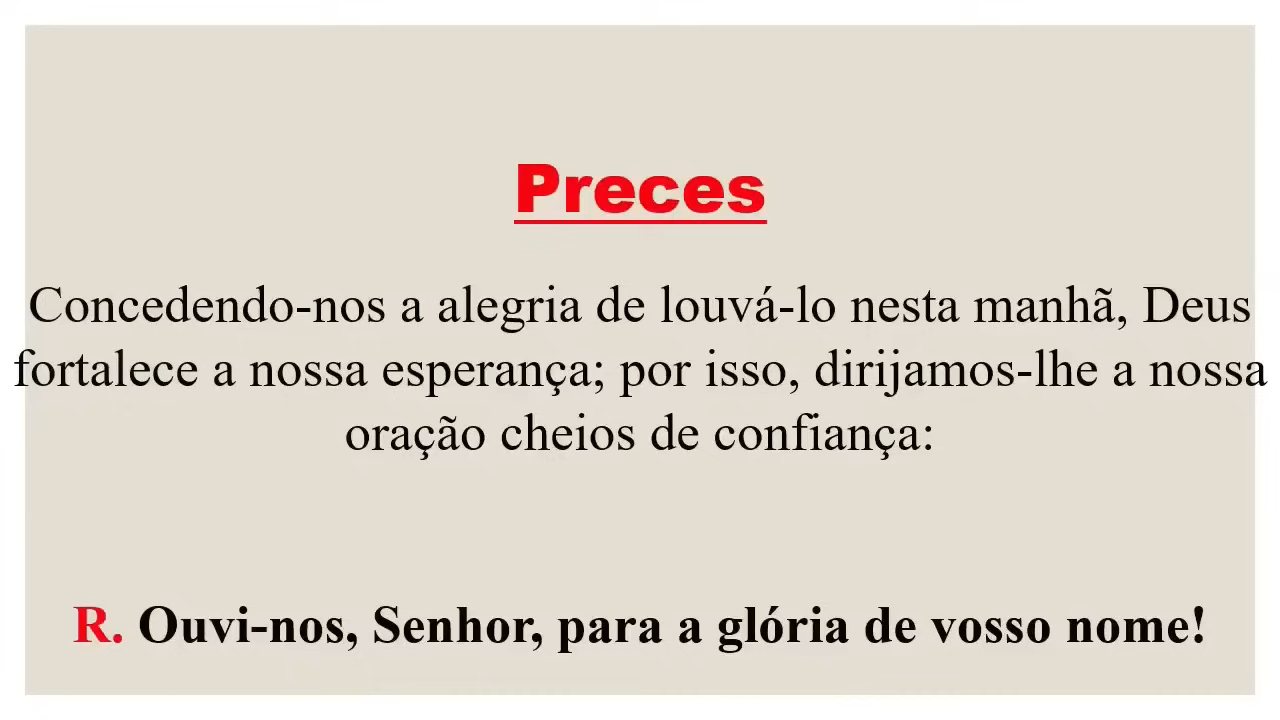 Preces
Concedendo-nos a alegria de louvá-lo nesta manhã, Deus
fortalece a nossa esperança; por isso, dirijamos-lhe a nossa
oração cheios de confiança:
R. Ouvi-nos, Senhor, para a glória de vosso nome!